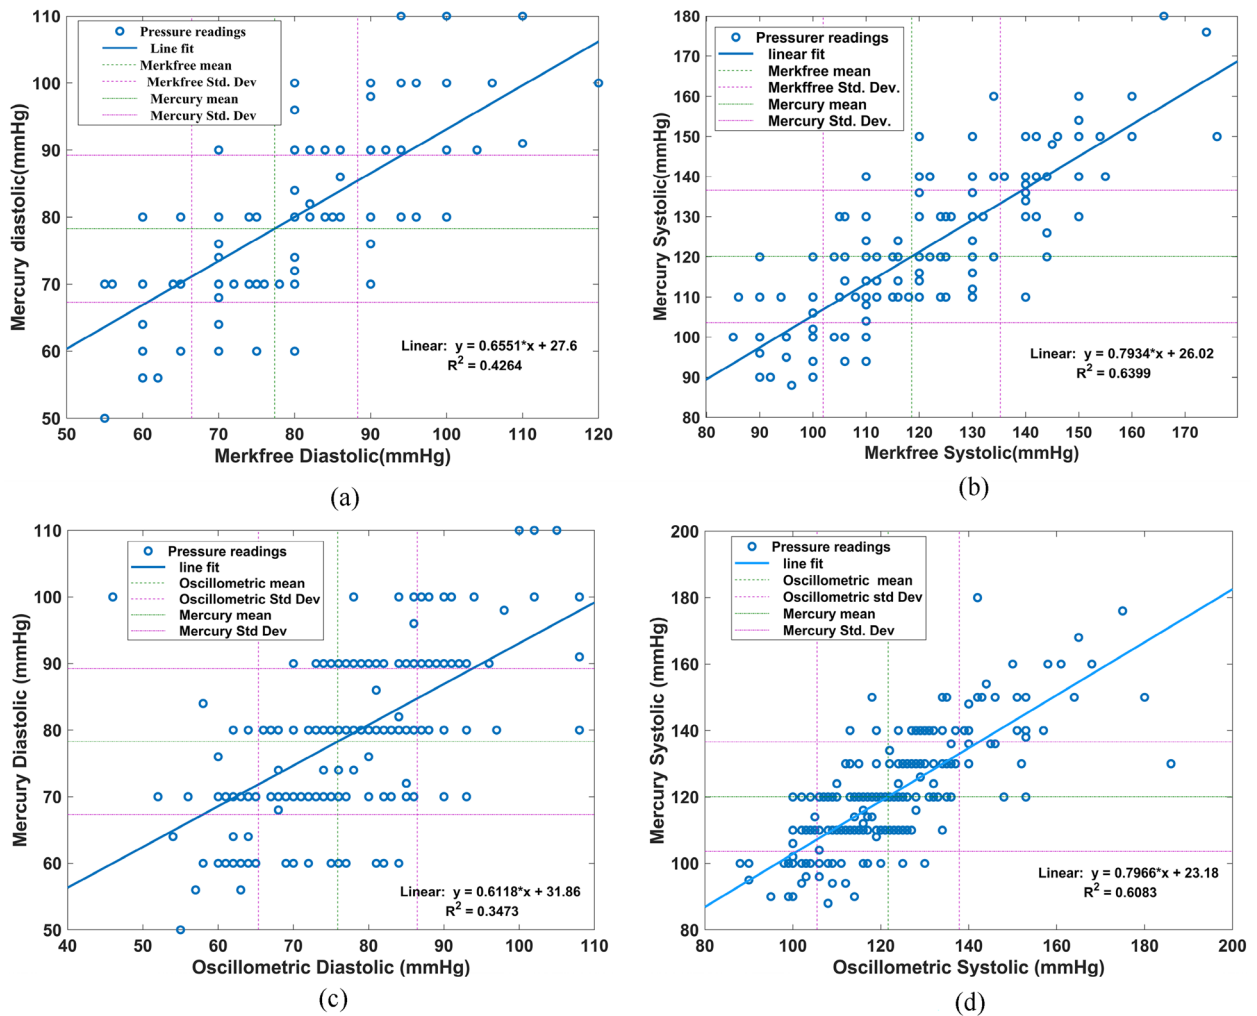 110
100
90
80
70
60
50
Mercury diastolic(mmHg)
Pressure readings
Line fit
Merkfree mean
Merkfree Std. Dev
Mercury mean
Mercury Std. Dev
Linear: y = 0.6551*x + 27.6
R2 = 0.4264
50 60 70 80 90 100 110 120
Merkfree Diastolic(mmHg)
(a)
180
170
160
150
140
130
120
110
100
90
80
Mercury Systolic(mmHg)
Pressurer readings
linear fit
Merkfree mean
Merkffree Std. Dev.
Mercury mean
Mercury Std. Dev.
Linear: y = 0.7934*x + 26.02
R2 = 0.6399
80 90 100 110 120 130 140 150 160 170
Merkfree Systolic(mmHg)
(b)
110
100
90
80
70
60
50
Mercury Diastolic (mmHg)
Pressure readings
line fit
Oscillometric mean
Oscillometric Std Dev
Mercury mean
Mercury Std Dev
Linear: y = 0.6118*x + 31.86
R2 = 0.3473
40 50 60 70 80 90 100 110
Oscillometric Diastolic (mmHg)
(c)
200
180
160
140
120
100
80
Mercury Systolic (mmHg)
Pressure readings
line fit
Oscillometric mean
Oscillometric std Dev
Mercury mean
Mercury Std. Dev
Linear: y = 0.7966*x + 23.18
R2 = 0.6083
80 100 120 140 160 180 200
Oscillometric Systolic (mmHg)
(d)